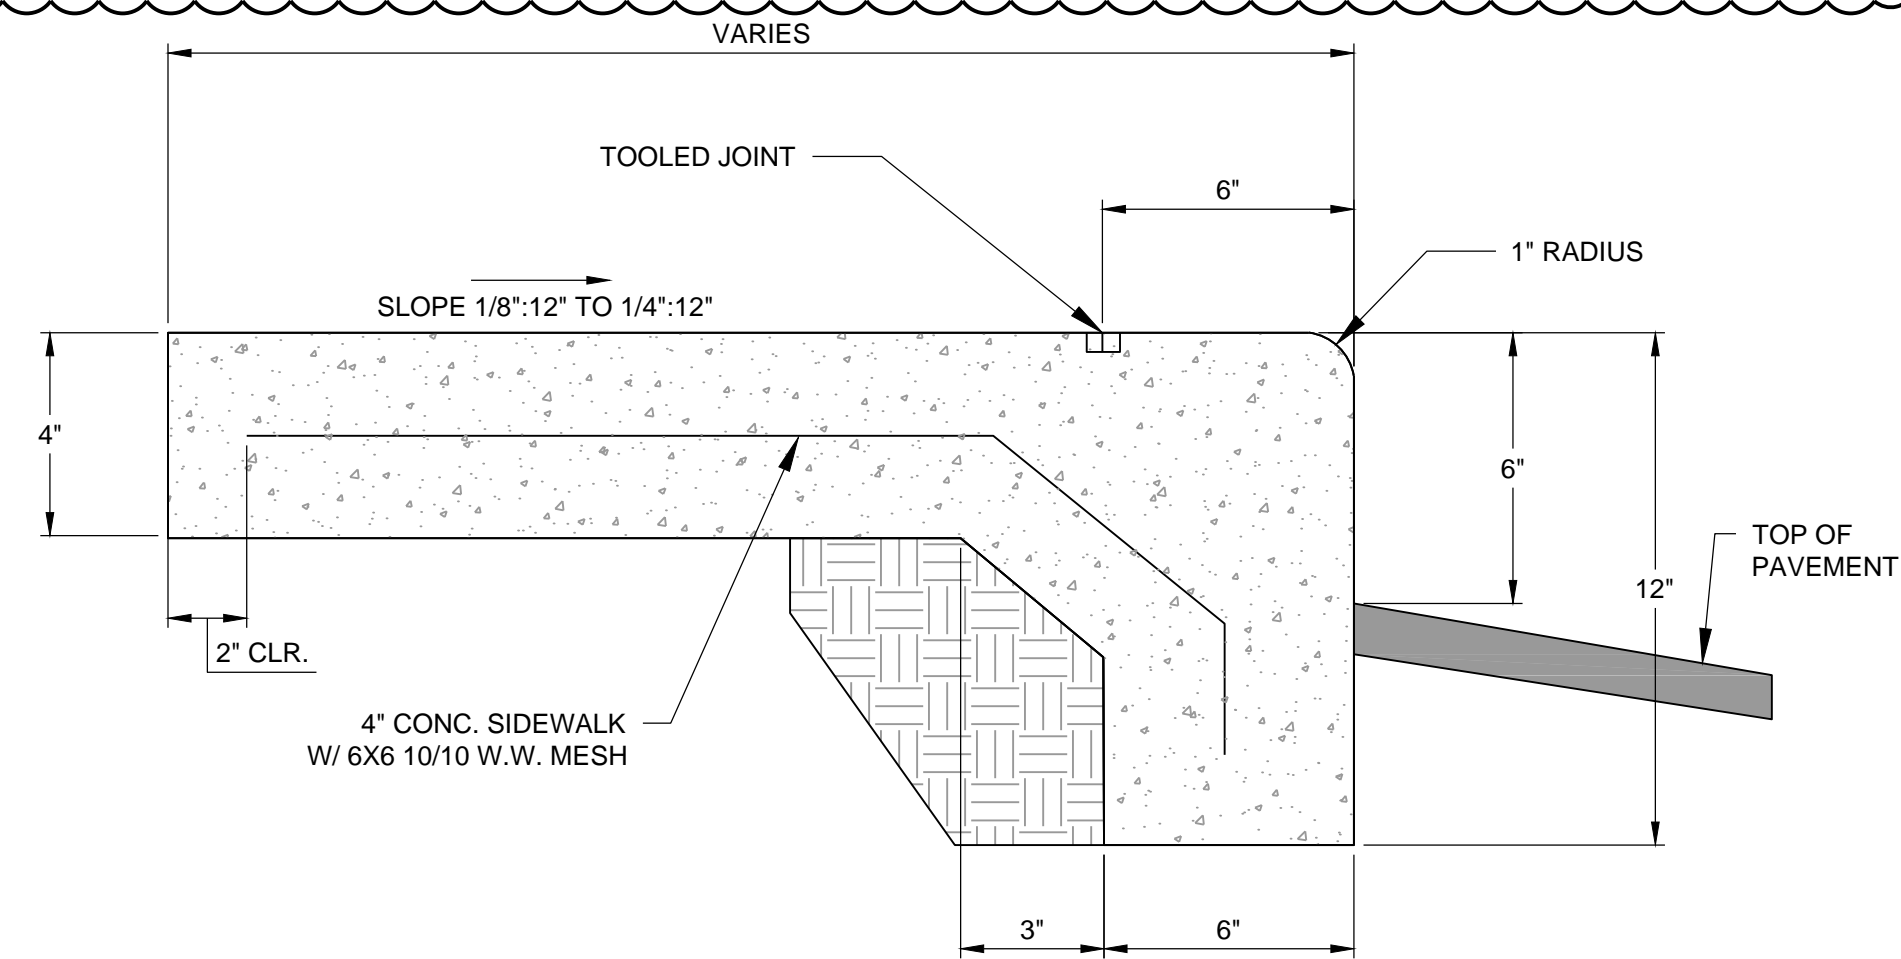 VARIES
TOOLED JOINT
6"
1" RADIUS
SLOPE 1/8":12" TO 1/4":12"
4"
6"
TOP OF
PAVEMENT
12"
2" CLR.
4" CONC. SIDEWALK
W/ 6X6 10/10 W.W. MESH
3"
6"